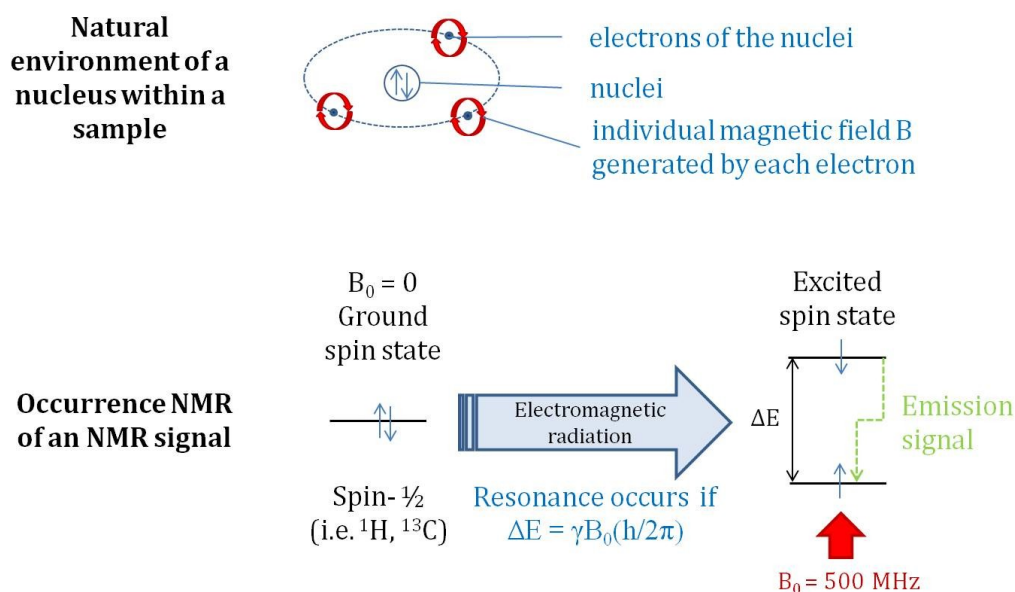 Natural
environment of a
nucleus within a
sample
electrons of the nuclei
nuclei
individual magnetic field B
generated by each electron
B₀ = 0
Ground
spin state
Excited
spin state
Occurrence NMR
of an NMR signal
Electromagnetic
radiation
ΔE
Emission
signal
Spin- ½
(i.e. ¹H, ¹³C)
Resonance occurs if
ΔE = γB₀(h/2π)
B₀ = 500 MHz